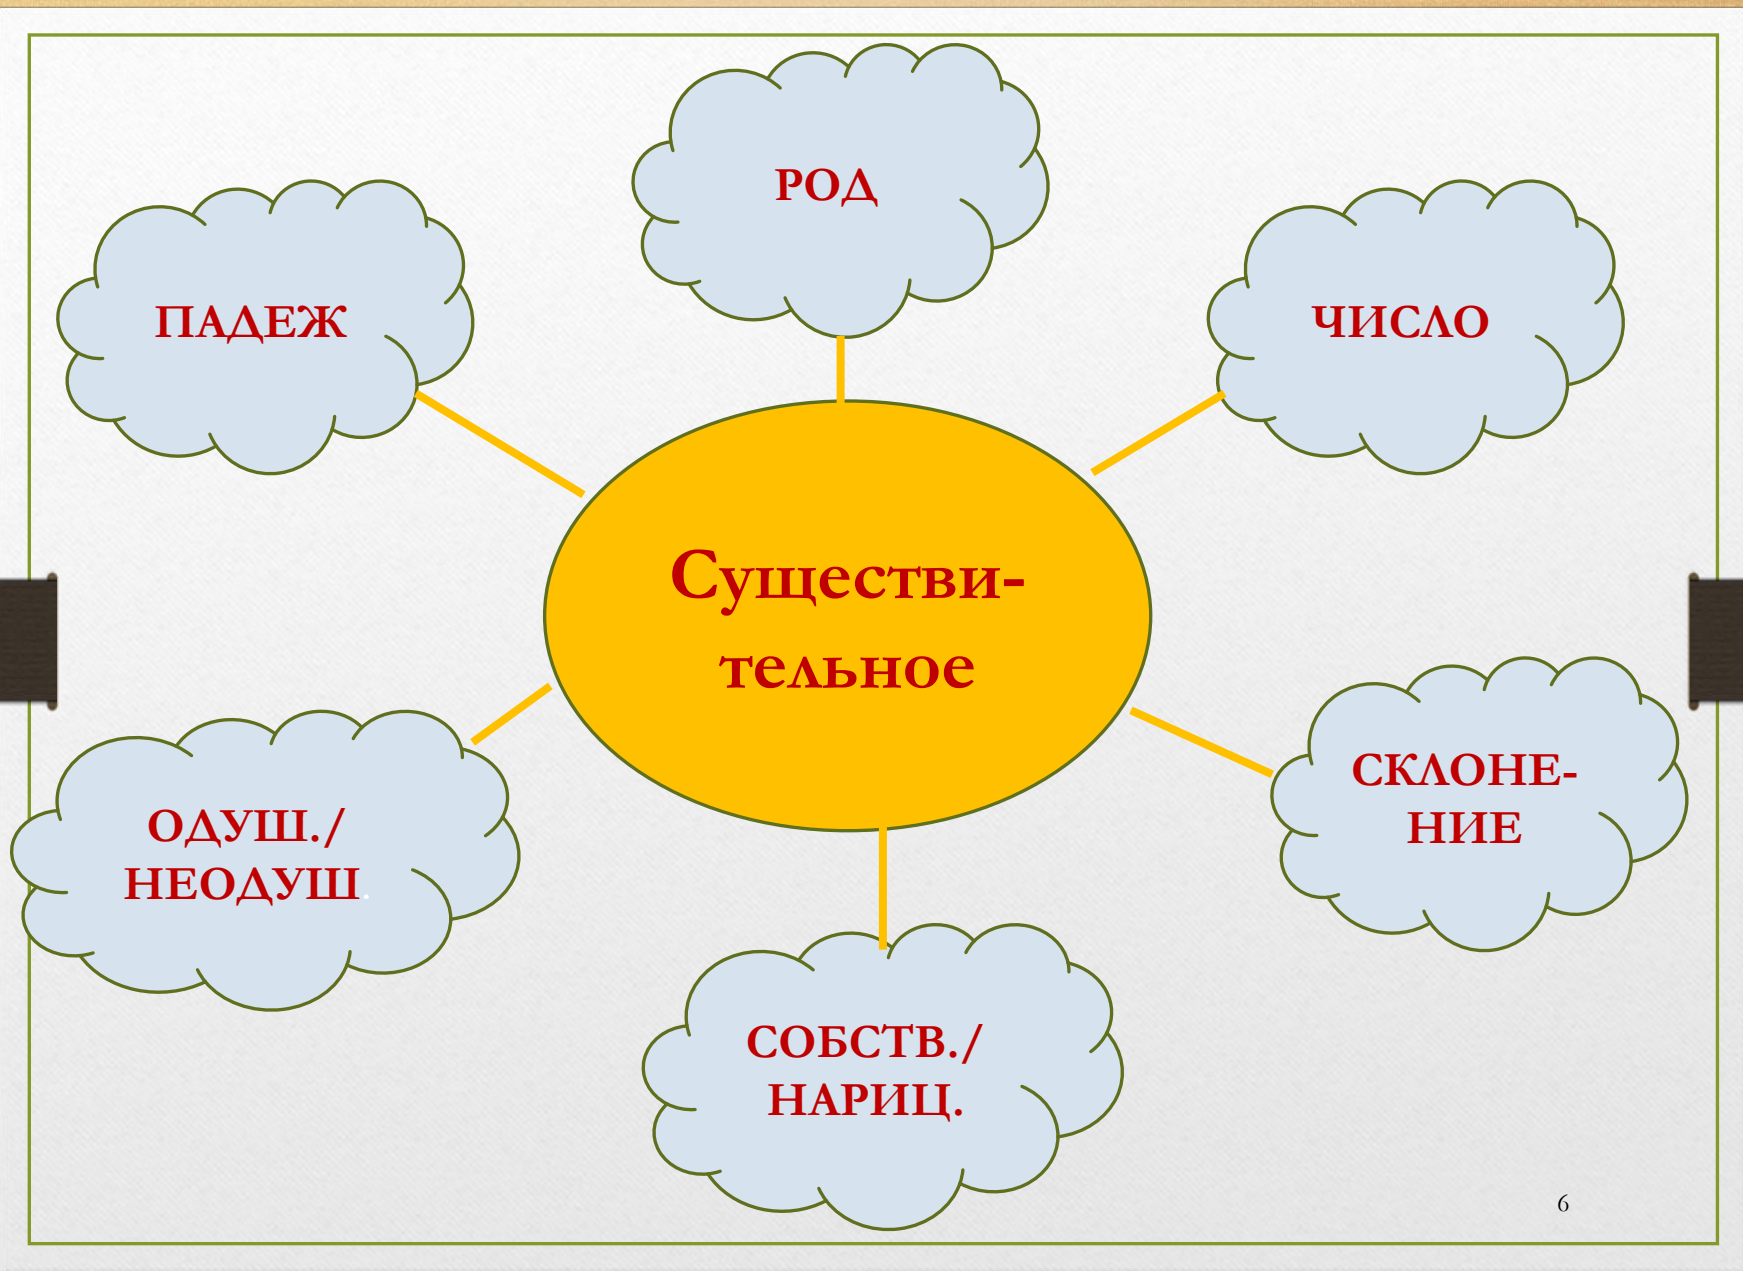 РОД
ПАДЕЖ
ЧИСЛО
Существи-
тельное
СКЛОНЕ-
НИЕ
ОДУШ./
НЕОДУШ.
СОБСТВ./
НАРИЦ.
6